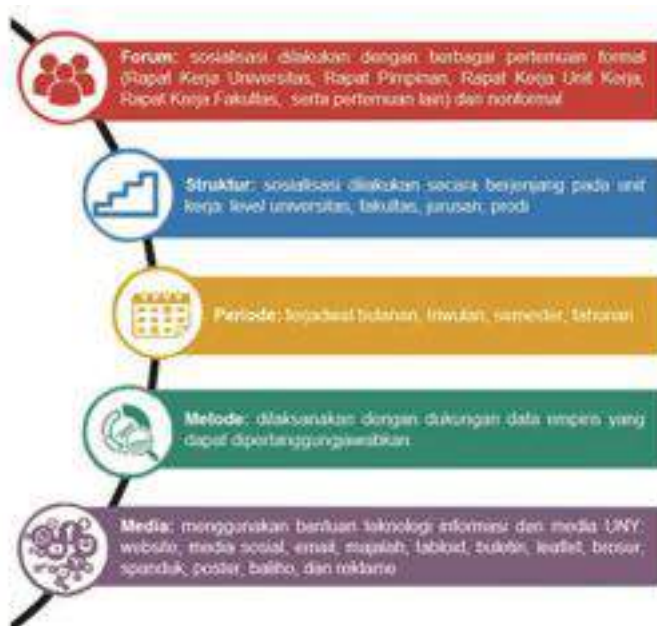 Forum: sosialisasi dilakukan dengan berbagai pertemuan formal
(Rapat Kerja Universitas, Rapat Pimpinan, Rapat Kerja Unit Kerja,
Rapat Kerja Fakultas, serta pertemuan lain) dan nonformal
Struktur: sosialisasi dilakukan secara berjenjang pada unit
kerja: level universitas, fakultas, jurusan, prodi
Periode: terjadwal bulanan, triwulan, semester, tahunan
Metode: dilaksanakan dengan dukungan data empiris yang
dapat dipertanggungjawabkan
Media: menggunakan bantuan teknologi informasi dan media UNY:
website, media sosial, email, majalah, tabloid, buletin, leaflet, brosur,
spanduk, poster, baliho, dan reklame